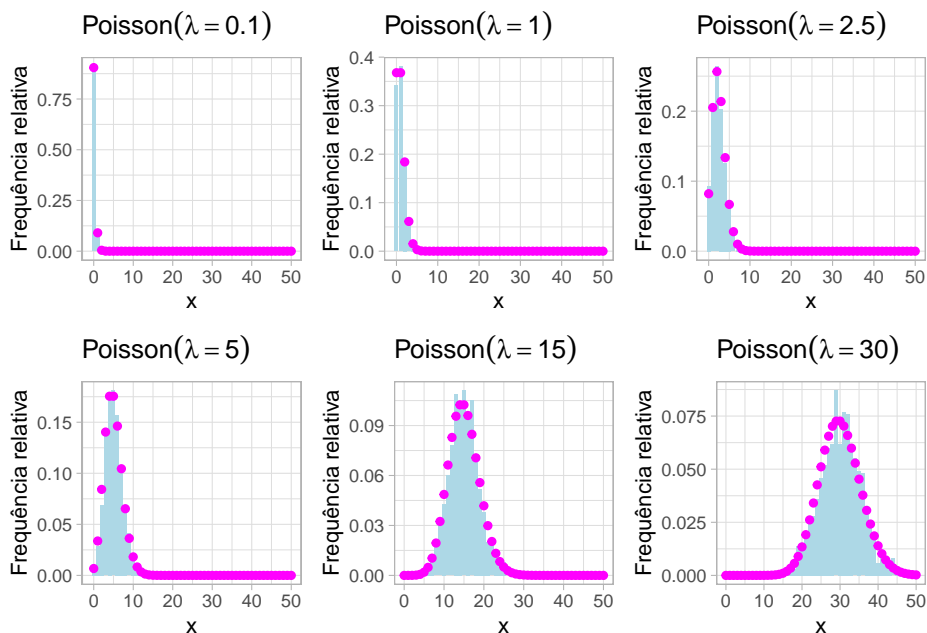 Poisson(λ = 0.1)
Frequência relativa
0.75
0.50
0.25
0.00
0 10 20 30 40 50
x
Poisson(λ = 1)
Frequência relativa
0.4
0.3
0.2
0.1
0.0
0 10 20 30 40 50
x
Poisson(λ = 2.5)
Frequência relativa
0.2
0.1
0.0
0 10 20 30 40 50
x
Poisson(λ = 5)
Frequência relativa
0.15
0.10
0.05
0.00
0 10 20 30 40 50
x
Poisson(λ = 15)
Frequência relativa
0.09
0.06
0.03
0.00
0 10 20 30 40 50
x
Poisson(λ = 30)
Frequência relativa
0.075
0.050
0.025
0.000
0 10 20 30 40 50
x